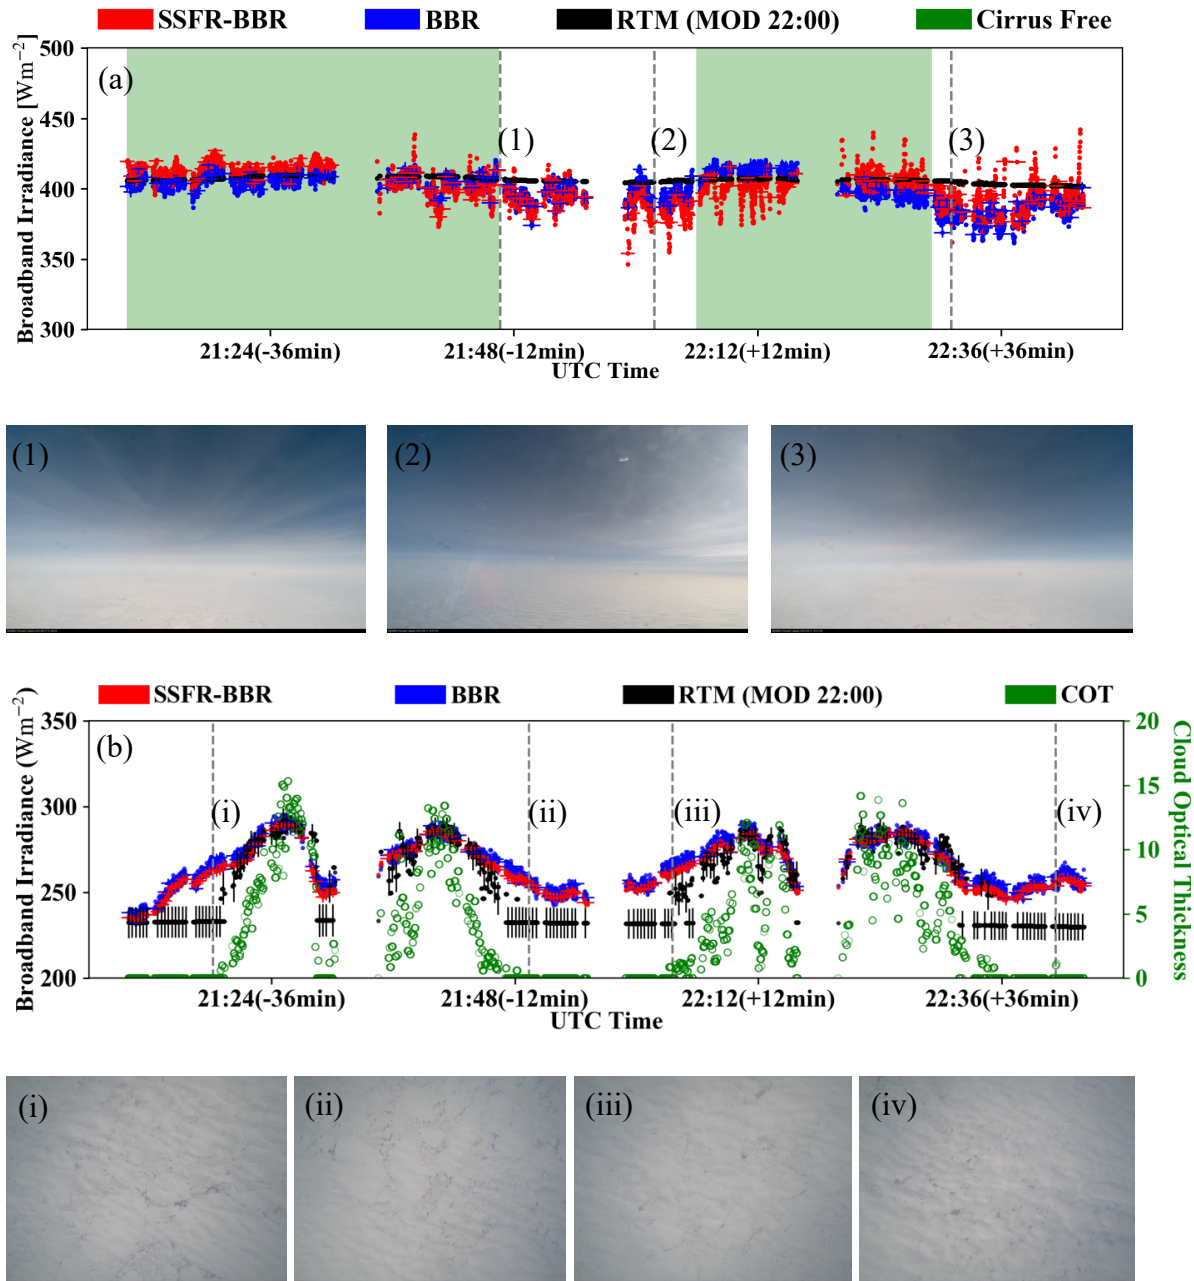 SSFR-BBR BBR RTM (MOD 22:00) Cirrus Free
Broadband Irradiance [Wm−2]
500
450
400
350
300
(a)
(1)
(2)
(3)
21:24(-36min) 21:48(-12min) 22:12(+12min) 22:36(+36min)
UTC Time
(1)
(2)
(3)
SSFR-BBR BBR RTM (MOD 22:00) COT
Broadband Irradiance (Wm−2)
350
300
250
200
(b)
(i)
(ii)
(iii)
(iv)
20
15
10
5
0
Cloud Optical Thickness
21:24(-36min) 21:48(-12min) 22:12(+12min) 22:36(+36min)
UTC Time
(i)
(ii)
(iii)
(iv)